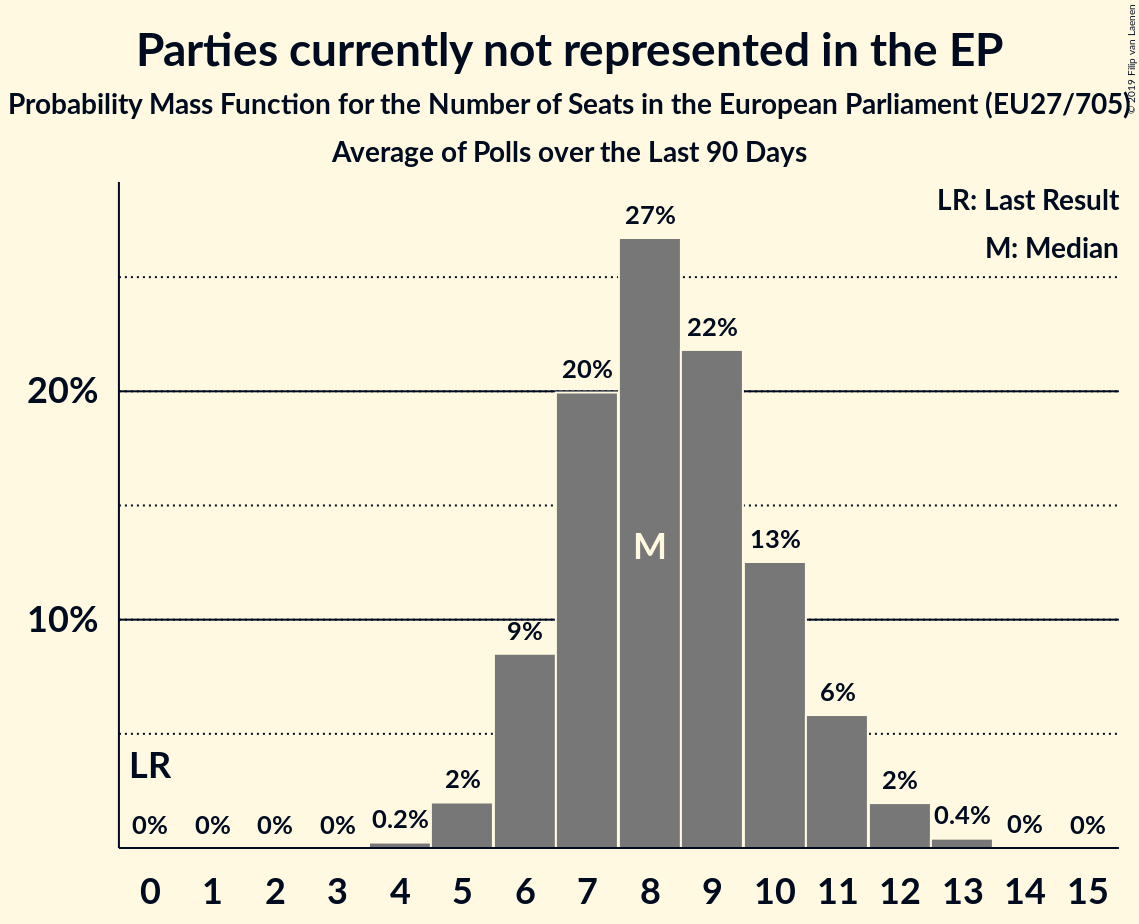 Parties currently not represented in the EP
Probability Mass Function for the Number of Seats in the European Parliament (EU27/705)
Average of Polls over the Last 90 Days
© 2019 Filip van Laenen
LR: Last Result
M: Median
27%
22%
20%
20%
M
13%
10%
9%
6%
LR
2%
2%
0% 0% 0% 0% 0.2% 0.4% 0% 0%
0 1 2 3 4 5 6 7 8 9 10 11 12 13 14 15